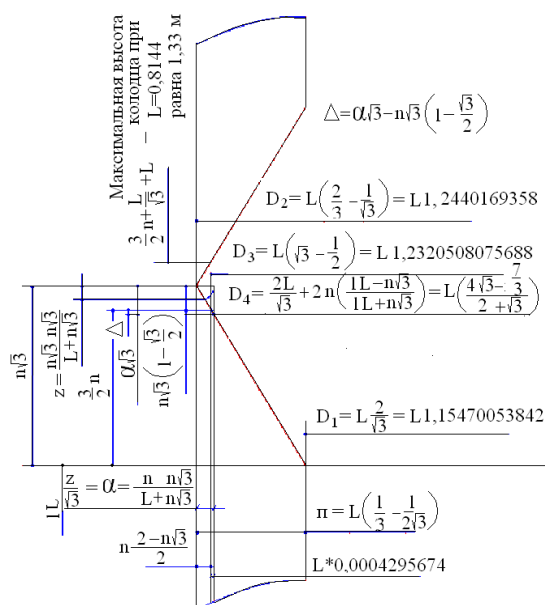 Максимальная высота
колодца при
L=0,8144
равна 1,33 м
3/2 n + L/√3 + L –
△=α√3−n√3(1−√3/2)
D₂=L(2/3−1/√3)=L1,2440169358
D₃=L(√3−1/2)=L1,2320508075688
D₄=2L/√3+2n(1L−n√3/1L+n√3)=L(4√3−7/3/2+√3)
n√3
z=n√3 n√3/L+n√3
3/2 n
△
α√3
n√3(1−√3/2)
D₁=L2/√3=L1,15470053842
1L
z/√3=α=n n√3/L+n√3
п=L(1/3−1/2√3)
n 2−n√3/2
L*0,0004295674